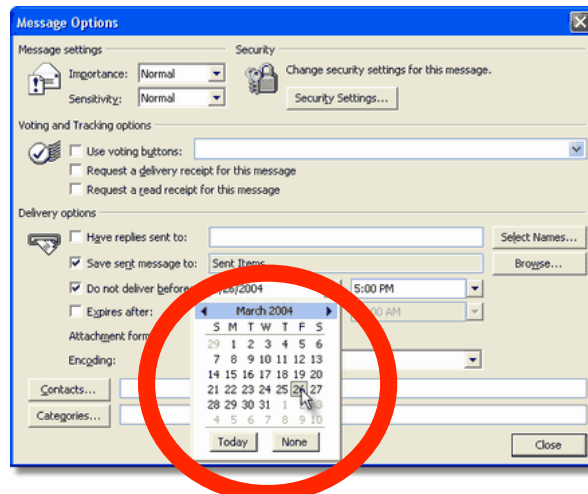 Message Options
Message settings Security
Importance: Normal Change security settings for this message.
Sensitivity: Normal Security Settings...
Voting and Tracking options
Use voting buttons:
Request a delivery receipt for this message
Request a read receipt for this message
Delivery options
Have replies sent to: Select Names...
Save sent message to: Sent Items Browse...
Do not deliver before: /26/2004 5:00 PM
Expires after: 00 AM
March 2004
Attachment form
S M T W T F S
29 1 2 3 4 5 6
Encoding: 7 8 9 10 11 12 13
14 15 16 17 18 19 20
Contacts... 21 22 23 24 25 26 27
28 29 30 31 1 2 3
Categories... 4 5 6 7 8 9 10
Today None
Close